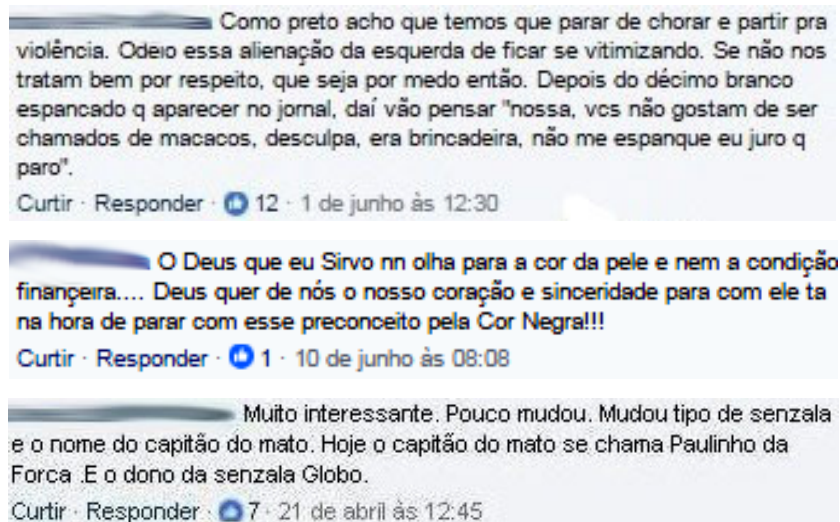 Como preto acho que temos que parar de chorar e partir pra
violência. Odeio essa alienação da esquerda de ficar se vitimizando. Se não nos
tratam bem por respeito, que seja por medo então. Depois do décimo branco
espancado q aparecer no jornal, daí vão pensar "nossa, vcs não gostam de ser
chamados de macacos, desculpa, era brincadeira, não me espanque eu juro q
paro".
Curtir · Responder · 12 · 1 de junho às 12:30
O Deus que eu Sirvo nn olha para a cor da pele e nem a condição
finançeira.... Deus quer de nós o nosso coração e sinceridade para com ele ta
na hora de parar com esse preconceito pela Cor Negra!!!
Curtir · Responder · 1 · 10 de junho às 08:08
Muito interessante. Pouco mudou. Mudou tipo de senzala
e o nome do capitão do mato. Hoje o capitão do mato se chama Paulinho da
Forca .E o dono da senzala Globo.
Curtir · Responder · 7 · 21 de abril às 12:45